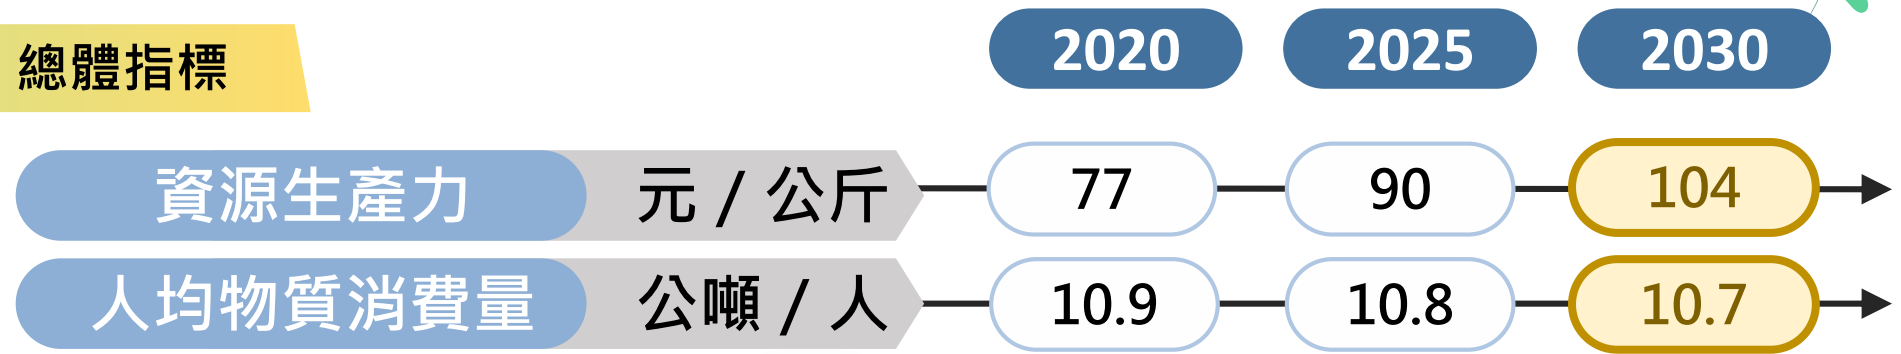 總體指標 2020 2025 2030
資源生產力 元 / 公斤 77 90 104
人均物質消費量 公噸 / 人 10.9 10.8 10.7